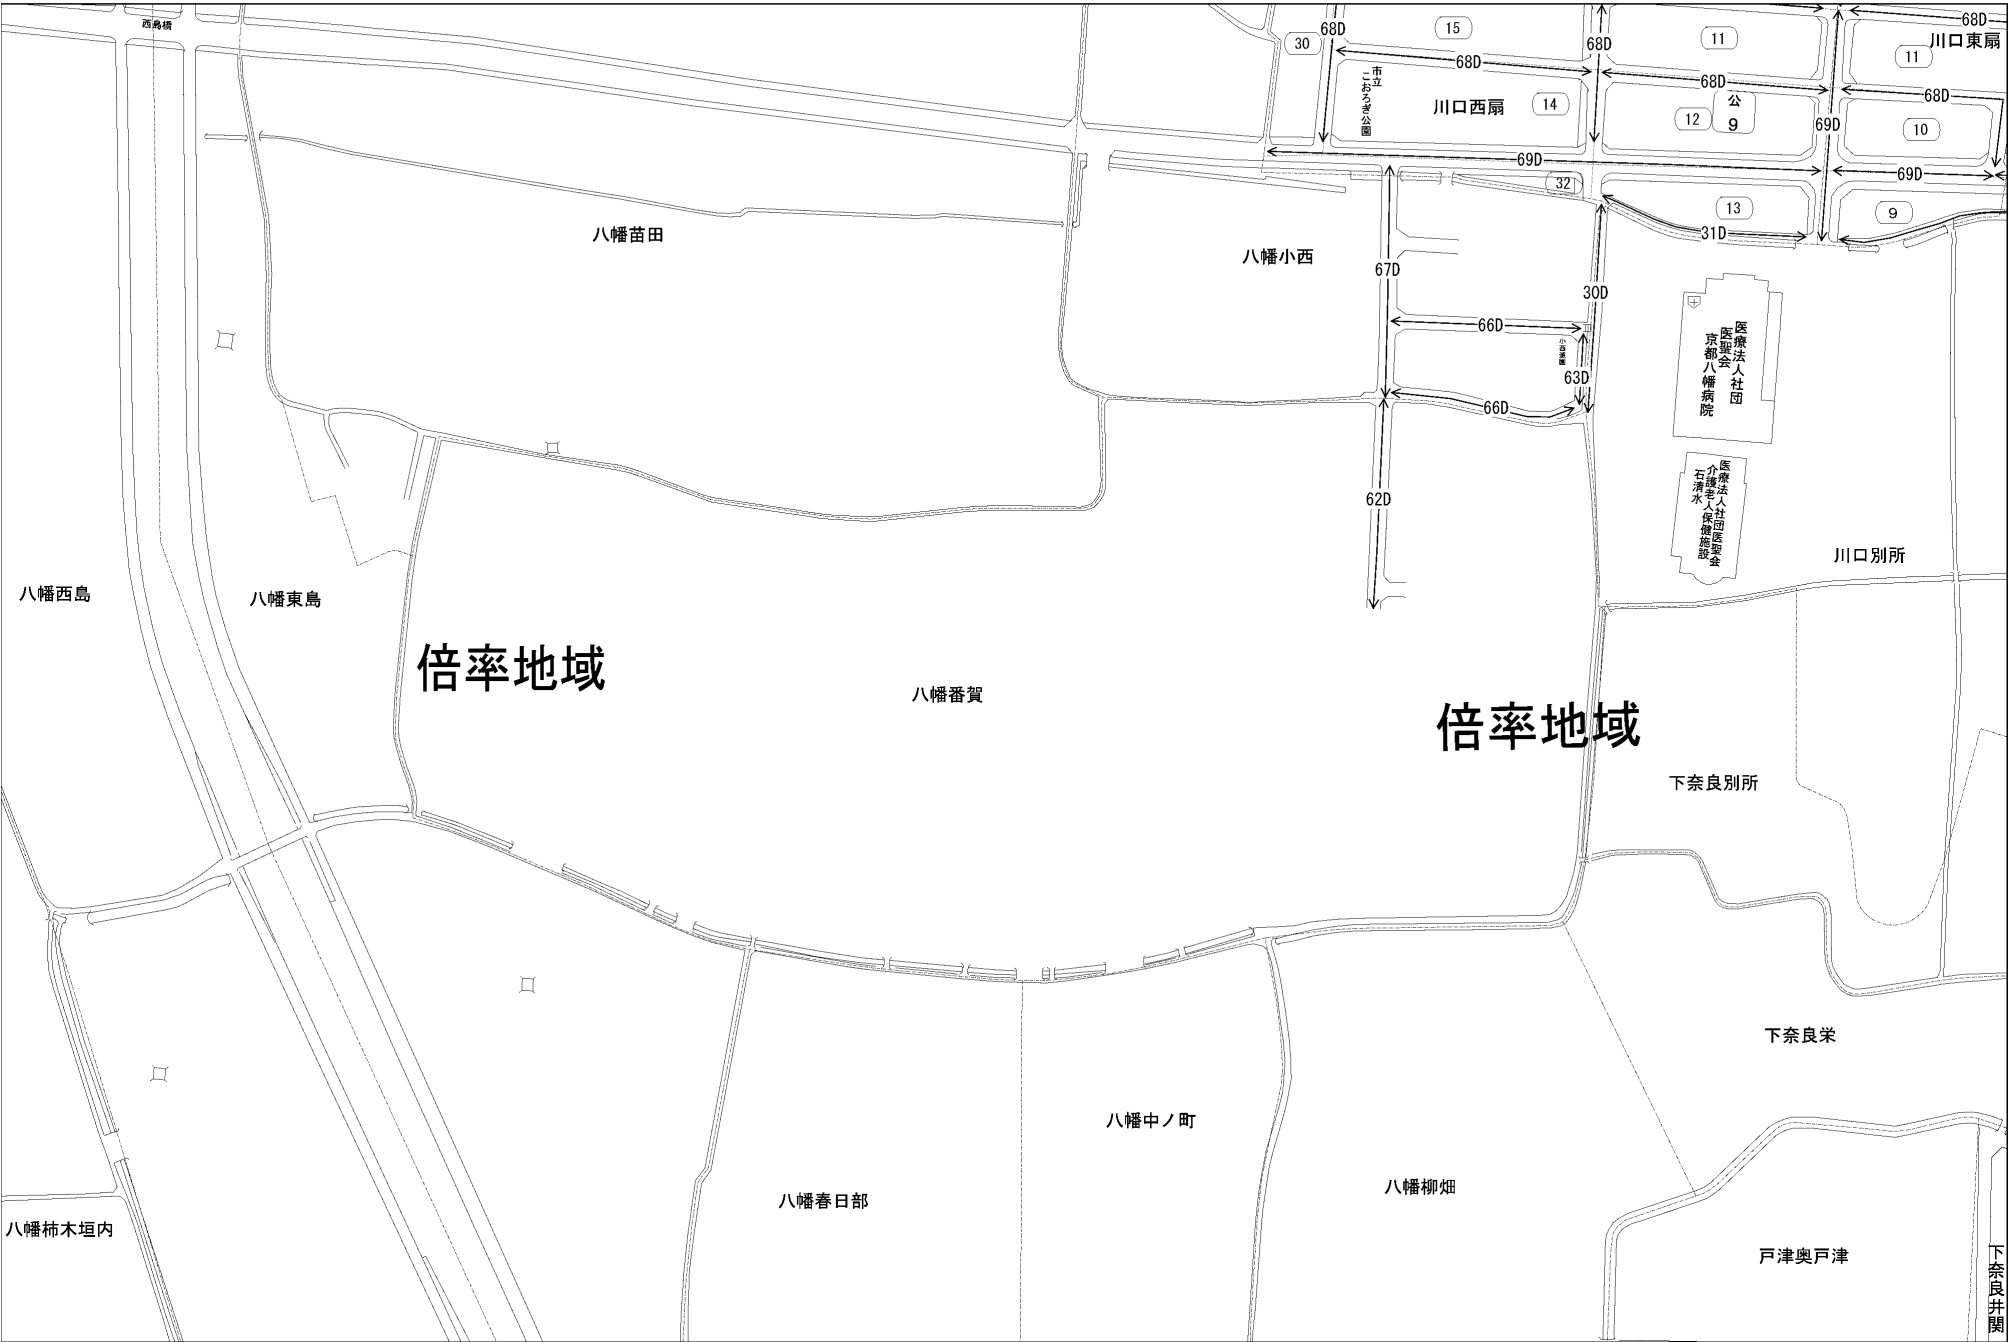 西島橋
30
68D
15
68D
11
68D
川口東扇
11
68D
68D
68D
市立
こおろぎ公園
川口西扇
14
12
公
9
69D
10
69D
69D
32
13
9
31D
八幡苗田
八幡小西
67D
30D
66D
小西児園
63D
66D
62D
医療法人社団
医聖会
京都八幡病院
医療法人社団医聖会
介護老人保健施設
石清水
川口別所
八幡西島
八幡東島
倍率地域
八幡番賀
倍率地域
下奈良別所
下奈良栄
八幡中ノ町
八幡春日部
八幡柳畑
八幡柿木垣内
戸津奥戸津
下奈良井関